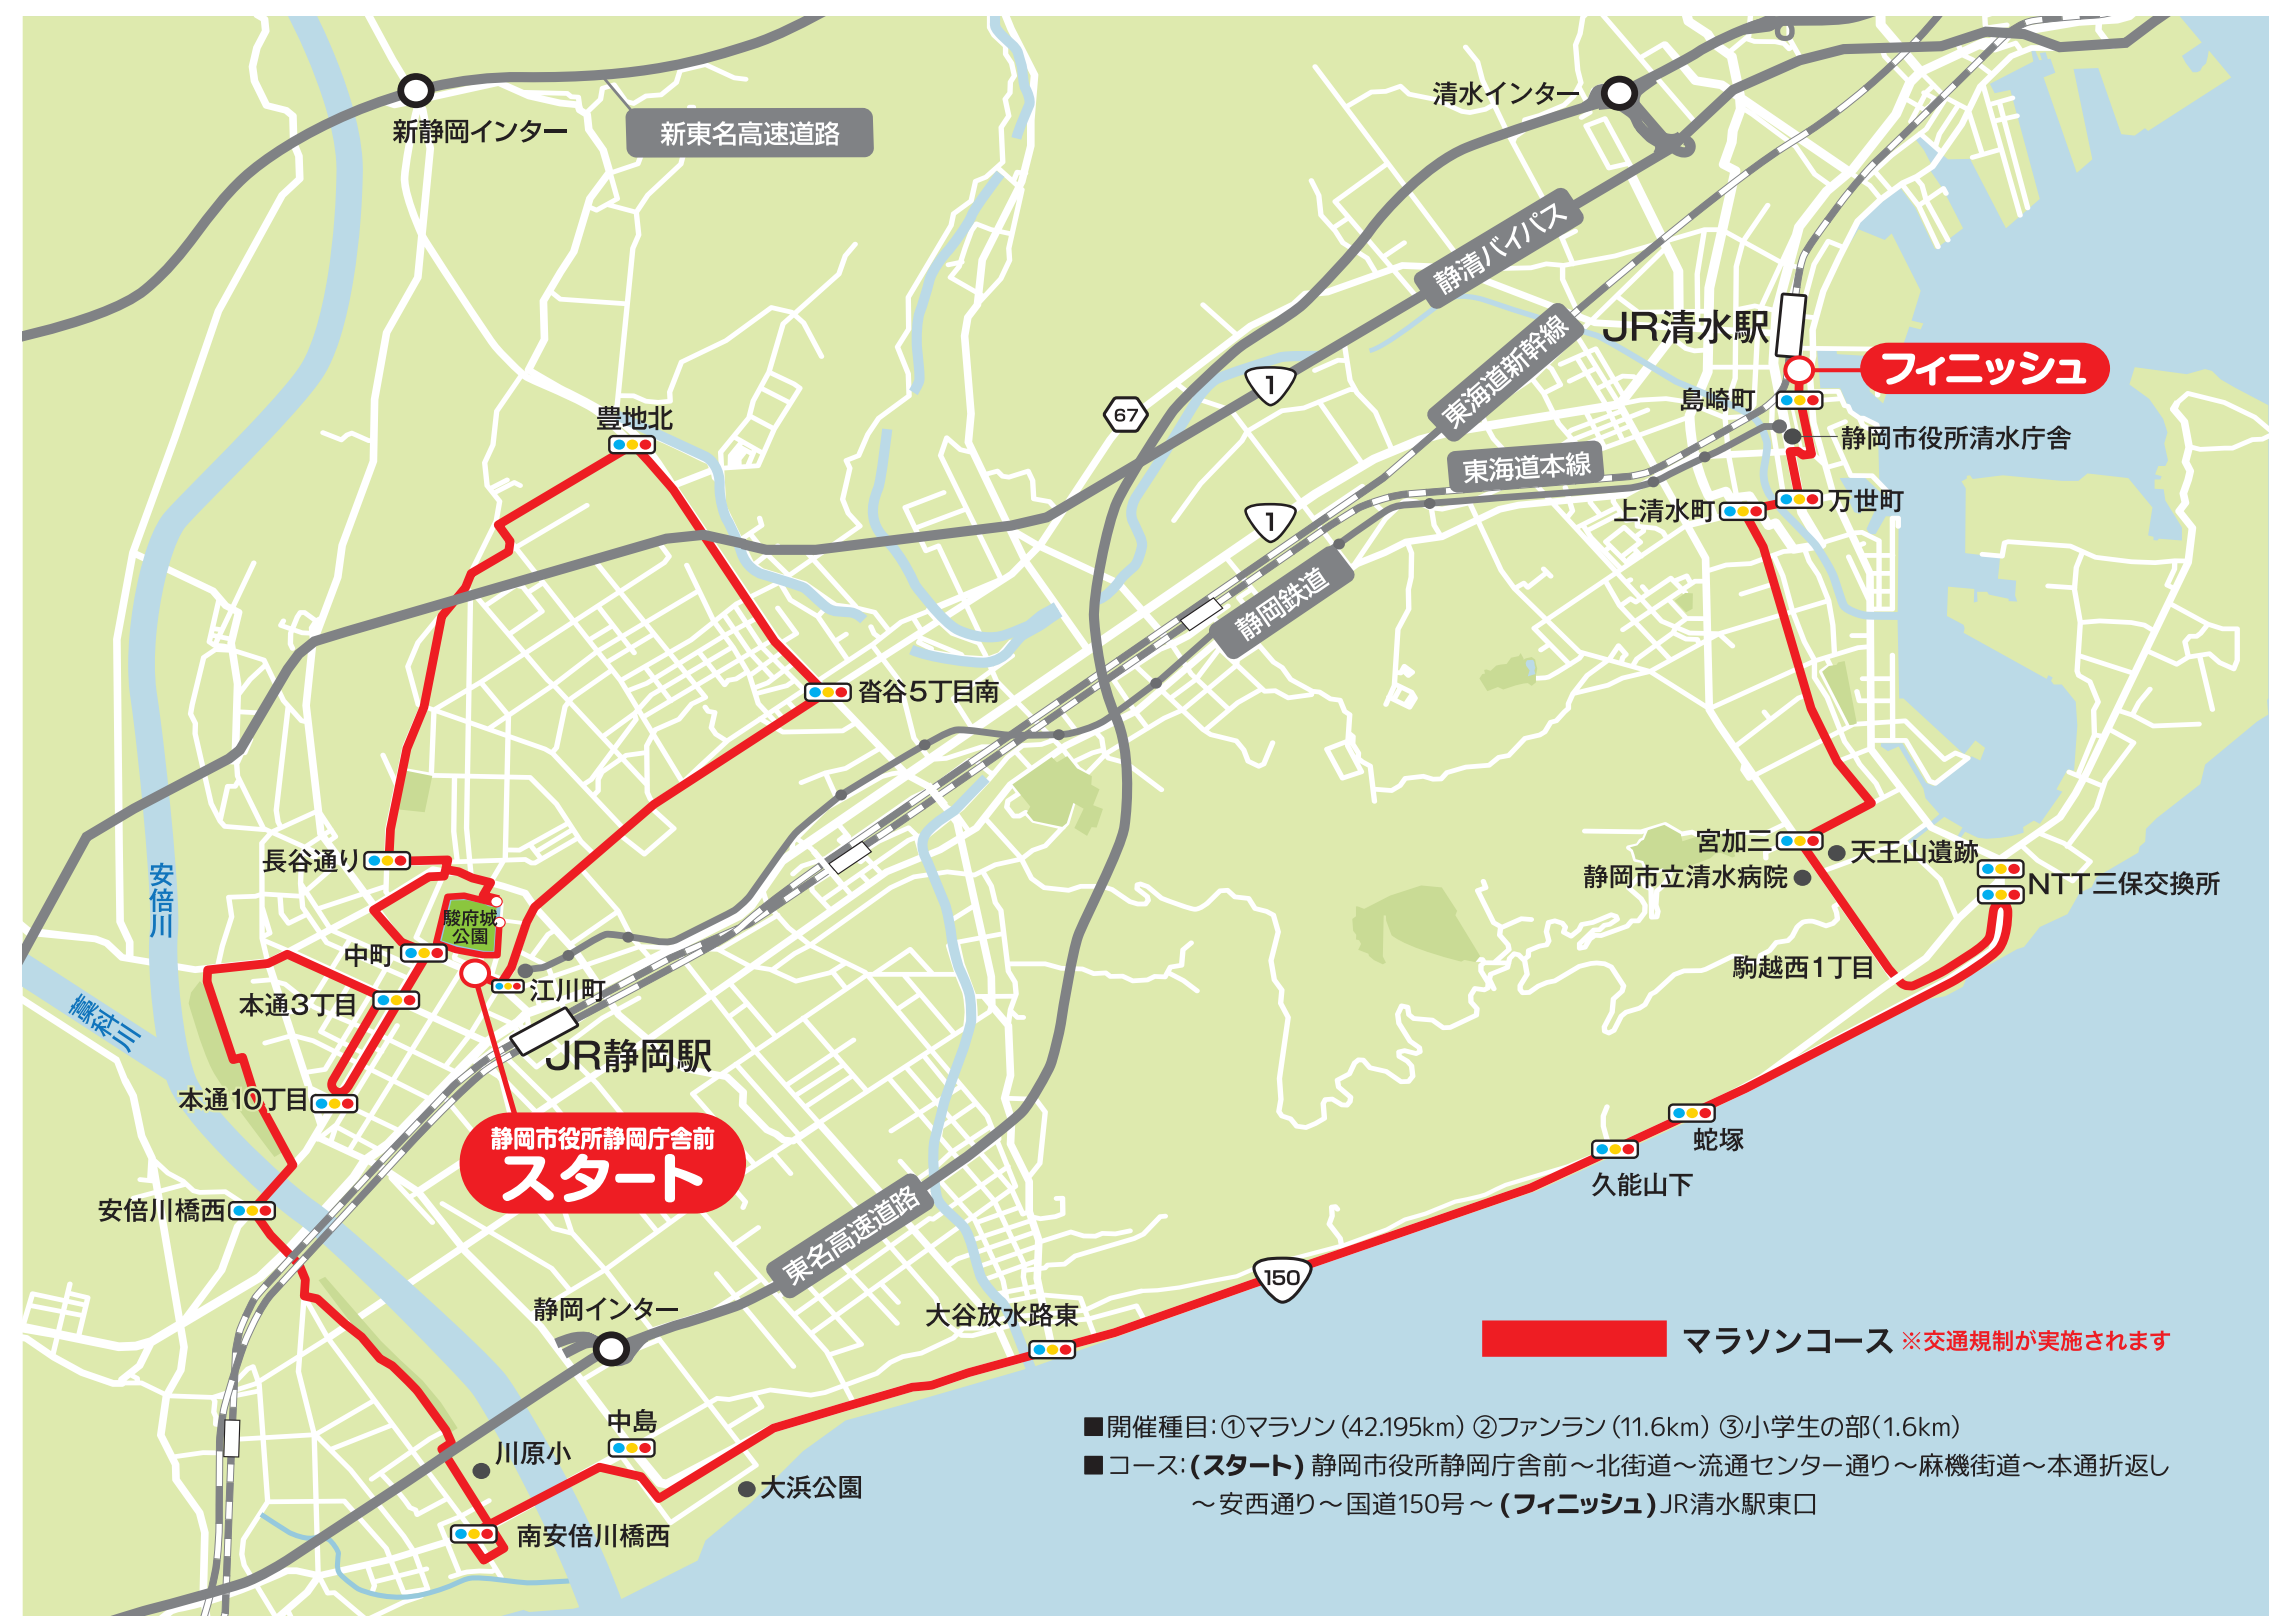 新静岡インター
新東名高速道路
清水インター
静清バイパス
東海道新幹線
JR清水駅
フィニッシュ
島崎町
静岡市役所清水庁舎
東海道本線
万世町
上清水町
1
67
1
静岡鉄道
豊地北
沓谷5丁目南
長谷通り
安倍川
藁科川
駿府城
公園
中町
江川町
本通3丁目
JR静岡駅
本通10丁目
静岡市役所静岡庁舎前
スタート
安倍川橋西
東名高速道路
静岡インター
宮加三
天王山遺跡
静岡市立清水病院
NTT三保交換所
駒越西1丁目
蛇塚
久能山下
150
大谷放水路東
中島
川原小
大浜公園
南安倍川橋西
マラソンコース ※交通規制が実施されます
■開催種目:①マラソン(42.195km) ②ファンラン(11.6km) ③小学生の部(1.6km)
■コース:(スタート) 静岡市役所静岡庁舎前～北街道～流通センター通り～麻機街道～本通折返し
～安西通り～国道150号～(フィニッシュ)JR清水駅東口